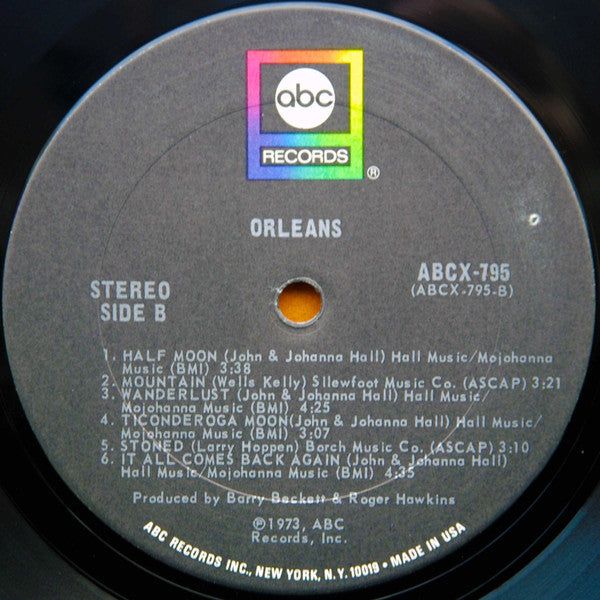 abc
RECORDS
®
ORLEANS
STEREO
SIDE B
ABCX-795
(ABCX-795-B)
1. HALF MOON (John & Johanna Hall) Hall Music/Mojohanna
Music (BMI) 3:38
2. MOUNTAIN (Wells Kelly) Sllewfoot Music Co. (ASCAP) 3:21
3. WANDERLUST (John & Johanna Hall) Hall Music/
Mojohanna Music (BMI) 4:25
4. TICONDEROGA MOON(John & Johanna Hall) Hall Music/
Mojohanna Music (BMI) 3:07
5. STONED (Larry Hoppen) Borch Music Co. (ASCAP) 3:10
6. IT ALL COMES BACK AGAIN (John & Johanna Hall)
Hall Music/Mojohanna Music (BMI) 4:35
Produced by Barry Beckett & Roger Hawkins
℗1973, ABC
Records, Inc.
ABC RECORDS INC., NEW YORK, N.Y. 10019 • MADE IN USA